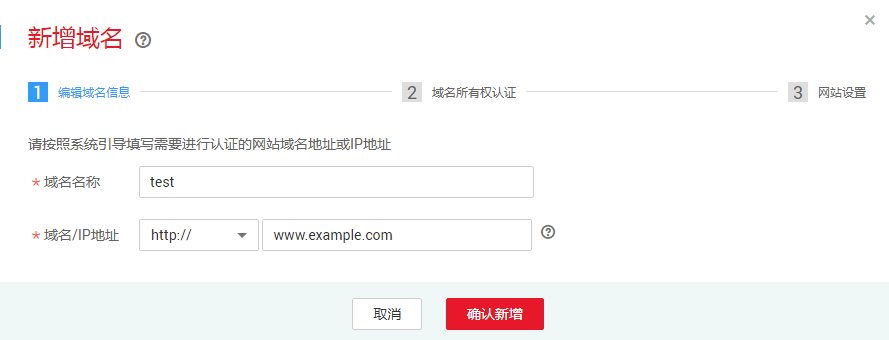 新增域名
1 编辑域名信息 2 域名所有权认证 3 网站设置
请按照系统引导填写需要进行认证的网站域名地址或IP地址
* 域名名称 test
* 域名/IP地址 http:// www.example.com
取消 确认新增